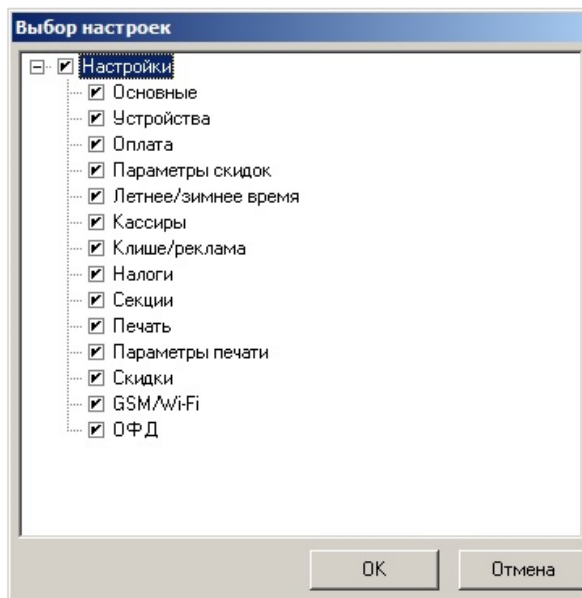 Выбор настроек
Настройки
Основные
Устройства
Оплата
Параметры скидок
Летнее/зимнее время
Кассиры
Клише/реклама
Налоги
Секции
Печать
Параметры печати
Скидки
GSM/Wi-Fi
ОФД
OK Отмена